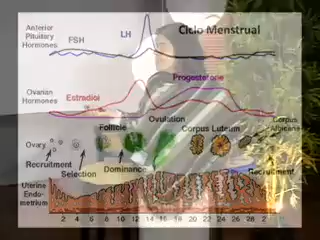 Anterior
Pituitary
Hormones
FSH
LH
Ciclo Menstrual
Progesterone
Ovarian
Hormones
Estradiol
Ovulation
Follicle
Corpus Luteum
Corpus
Albicans
Ovary
Recruitment
Selection
Dominance
Recruitment
Uterine
Endo-
metrium
2 4 6 8 10 12 14 16 18 20 22 24 26 28 2